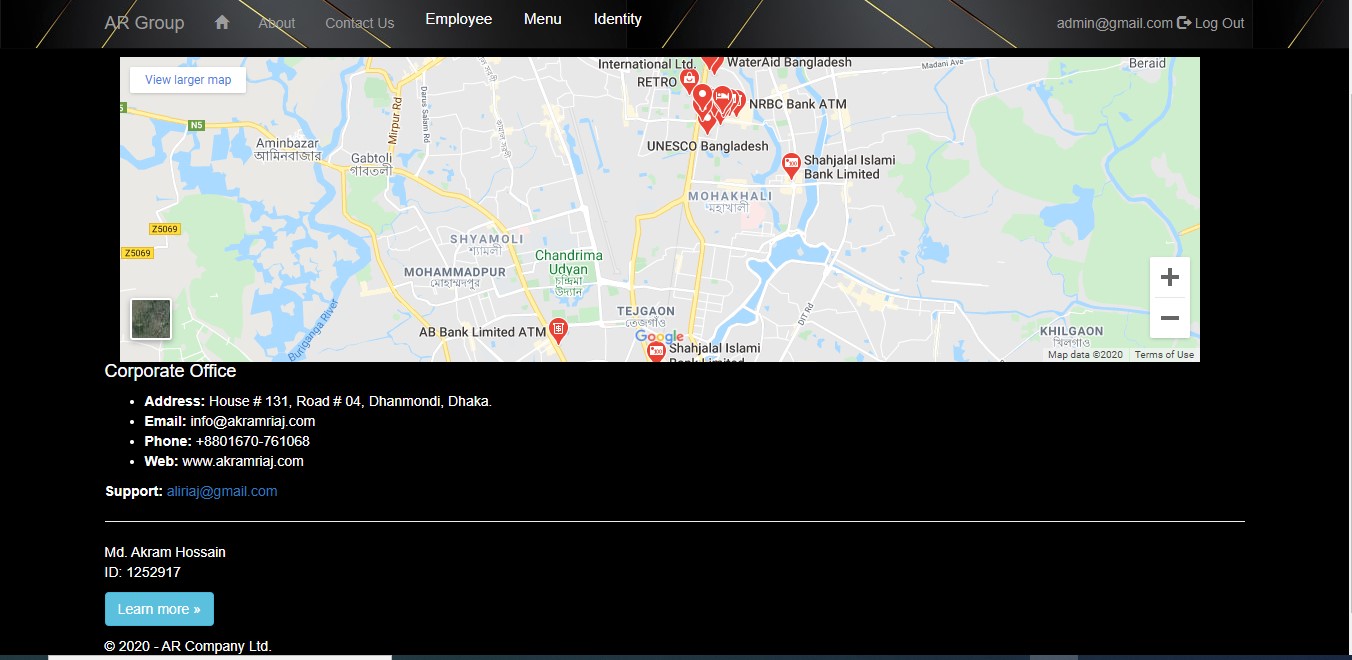 AR Group About Contact Us Employee Menu Identity admin@gmail.com Log Out
View larger map
International Ltd.
WaterAid Bangladesh
Madani Ave
Beraid
RETRO
NRBC Bank ATM
Mirpur Rd
Darus Salam Rd
N5
5
Aminbazar
আমিনবাজার
Gabtoli
গাবতলী
UNESCO Bangladesh
Shahjalal Islami
Bank Limited
MOHAKHALI
মহাখালী
Z5069
Z5069
SHYAMOLI
শ্যামলী
Chandrima
Udyan
চন্দ্রিমা
উদ্যান
MOHAMMADPUR
মোহাম্মদপুর
Buriganga River
TEJGAON
তেজগাঁও
DIT Rd
AB Bank Limited ATM
Google
Shahjalal Islami
Bank Limited
KHILGAON
খিলগাঁও
Map data ©2020 Terms of Use
Corporate Office
• Address: House # 131, Road # 04, Dhanmondi, Dhaka.
• Email: info@akramriaj.com
• Phone: +8801670-761068
• Web: www.akramriaj.com
Support: aliriaj@gmail.com
Md. Akram Hossain
ID: 1252917
Learn more »
© 2020 - AR Company Ltd.